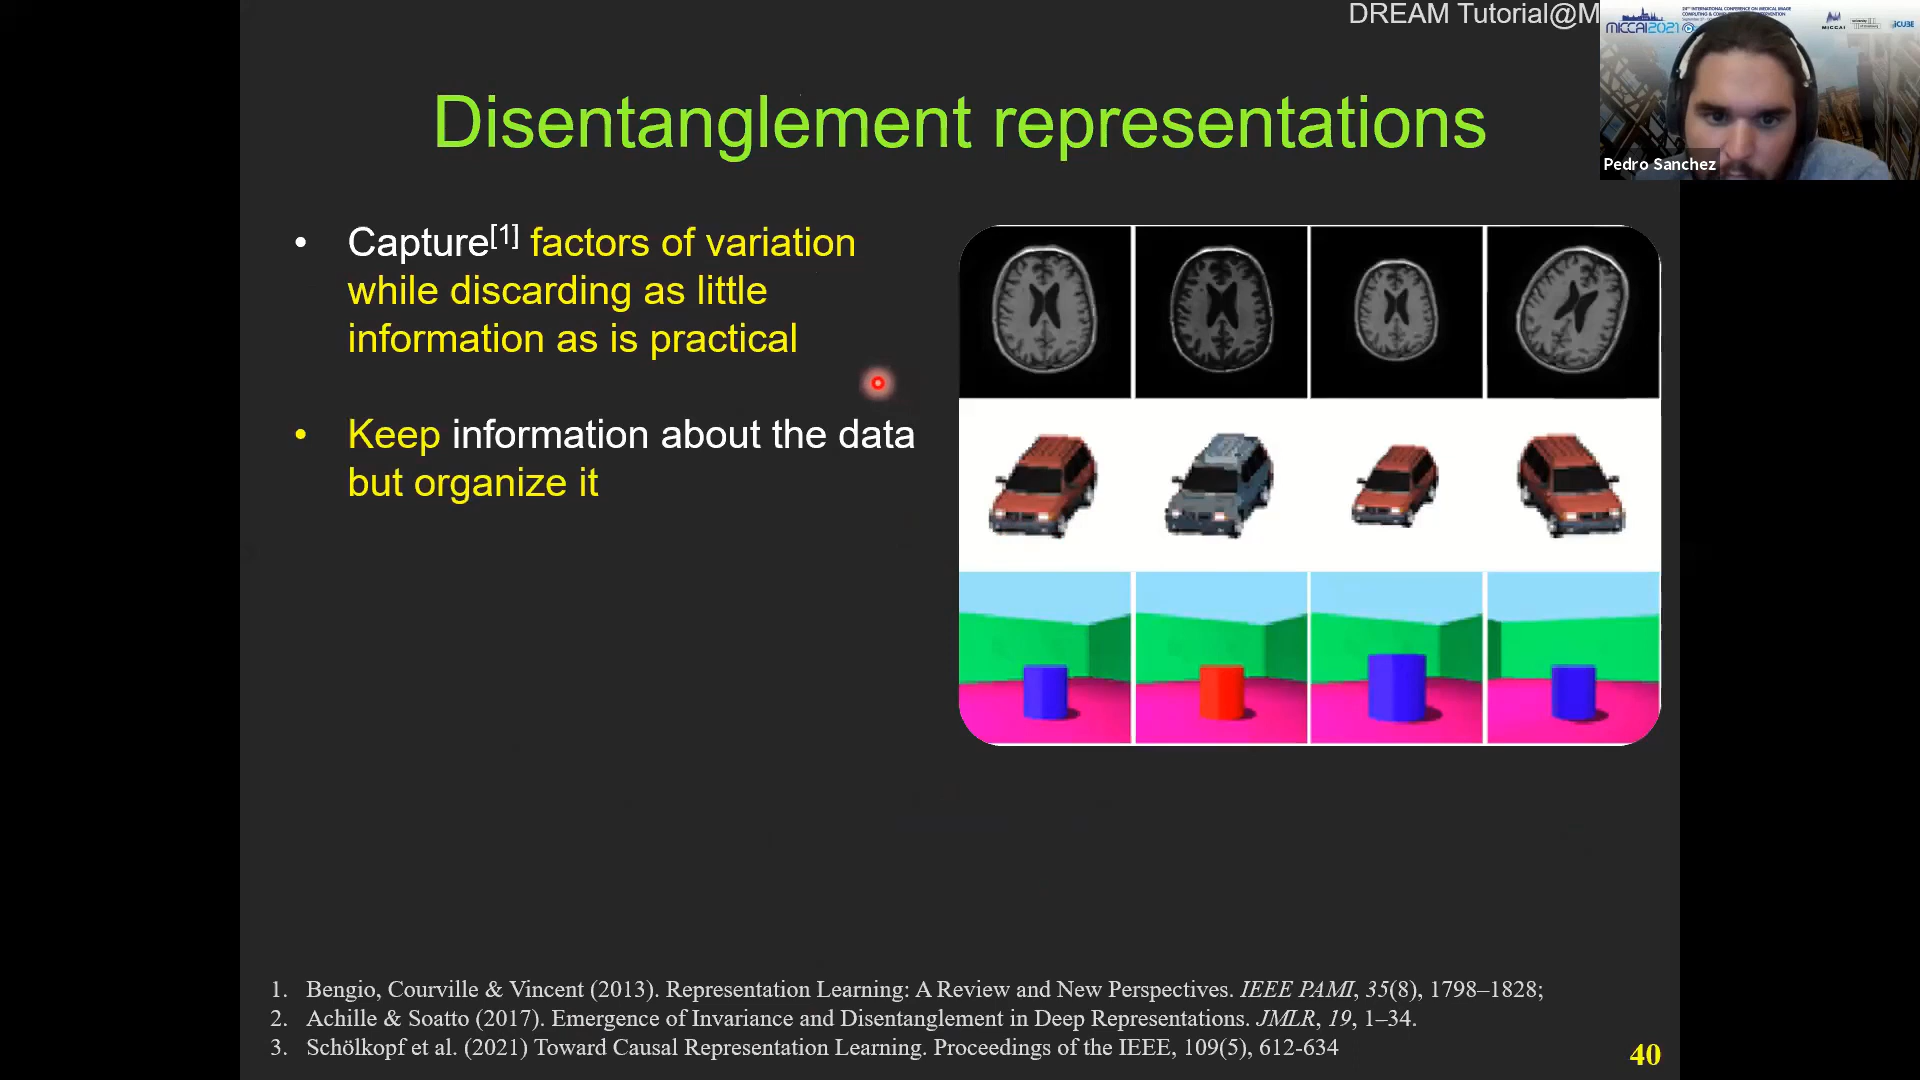 DREAM Tutorial@M
MICCAI2021
Pedro Sanchez
Disentanglement representations
• Capture[1] factors of variation
while discarding as little
information as is practical
• Keep information about the data
but organize it
1. Bengio, Courville & Vincent (2013). Representation Learning: A Review and New Perspectives. IEEE PAMI, 35(8), 1798–1828;
2. Achille & Soatto (2017). Emergence of Invariance and Disentanglement in Deep Representations. JMLR, 19, 1–34.
3. Schölkopf et al. (2021) Toward Causal Representation Learning. Proceedings of the IEEE, 109(5), 612-634
40